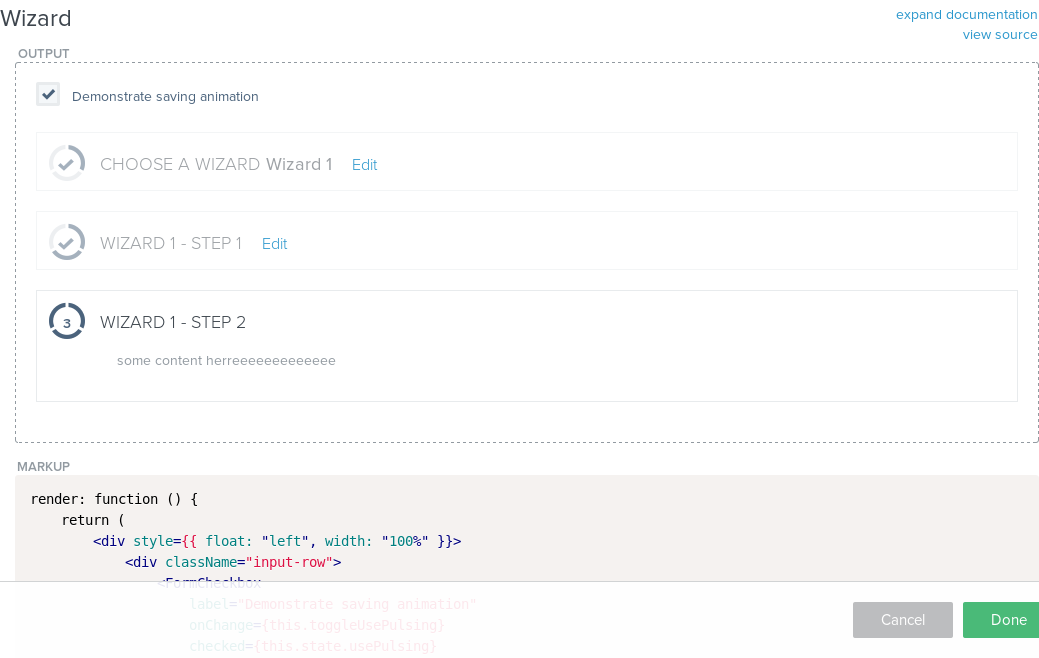 Wizard
expand documentation
view source
OUTPUT
Demonstrate saving animation
CHOOSE A WIZARD Wizard 1 Edit
WIZARD 1 - STEP 1 Edit
3 WIZARD 1 - STEP 2
some content herreeeeeeeeeeeee
MARKUP
render: function () {
return (
<div style={{ float: "left", width: "100%" }}>
<div className="input-row">
<FormCheckbox
label="Demonstrate saving animation"
onChange={this.toggleUsePulsing}
checked={this.state.usePulsing}
Cancel
Done